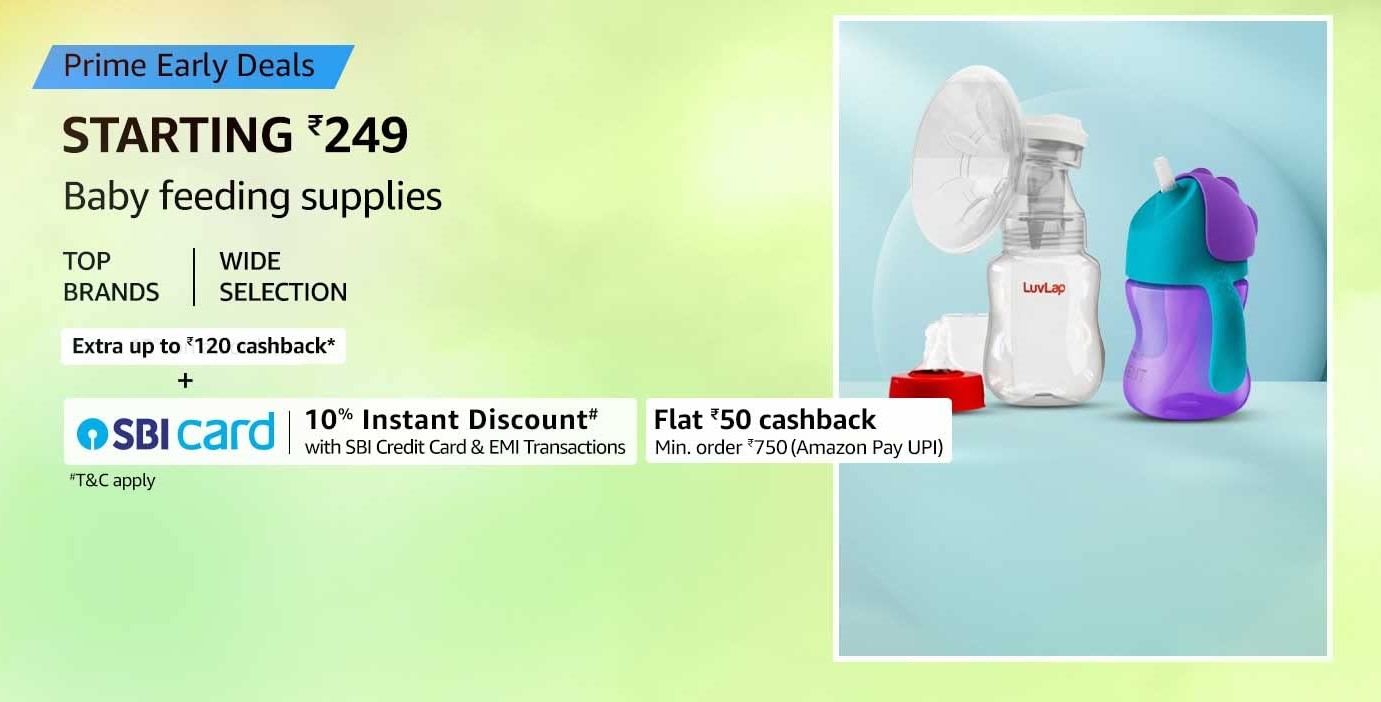 Prime Early Deals
STARTING ₹249
Baby feeding supplies
TOP BRANDS
WIDE SELECTION
Extra up to ₹120 cashback*
+
SBI card
10% Instant Discount#
with SBI Credit Card & EMI Transactions
Flat ₹50 cashback
Min. order ₹750 (Amazon Pay UPI)
#T&C apply
LuvLap